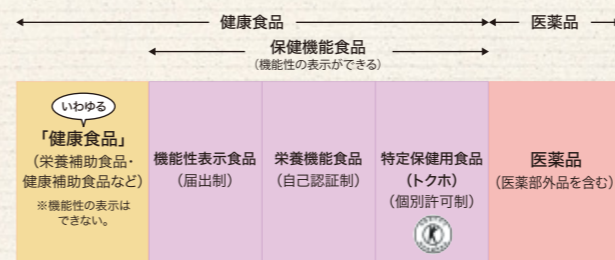 健康食品
医薬品
保健機能食品
(機能性の表示ができる)
いわゆる
「健康食品」
(栄養補助食品・
健康補助食品など)
※機能性の表示は
できない。
機能性表示食品
(届出制)
栄養機能食品
(自己認証制)
特定保健用食品
(トクホ)
(個別許可制)
医薬品
(医薬部外品を含む)